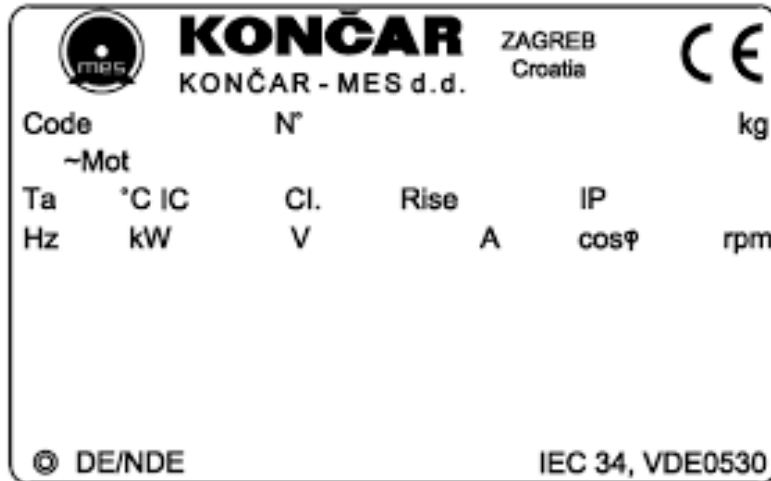 mes KONČAR ZAGREB CE
KONČAR - MES d.d. Croatia
Code N° kg
~Mot
Ta °C IC Cl. Rise IP
Hz kW V A cosφ rpm
DE/NDE IEC 34, VDE0530